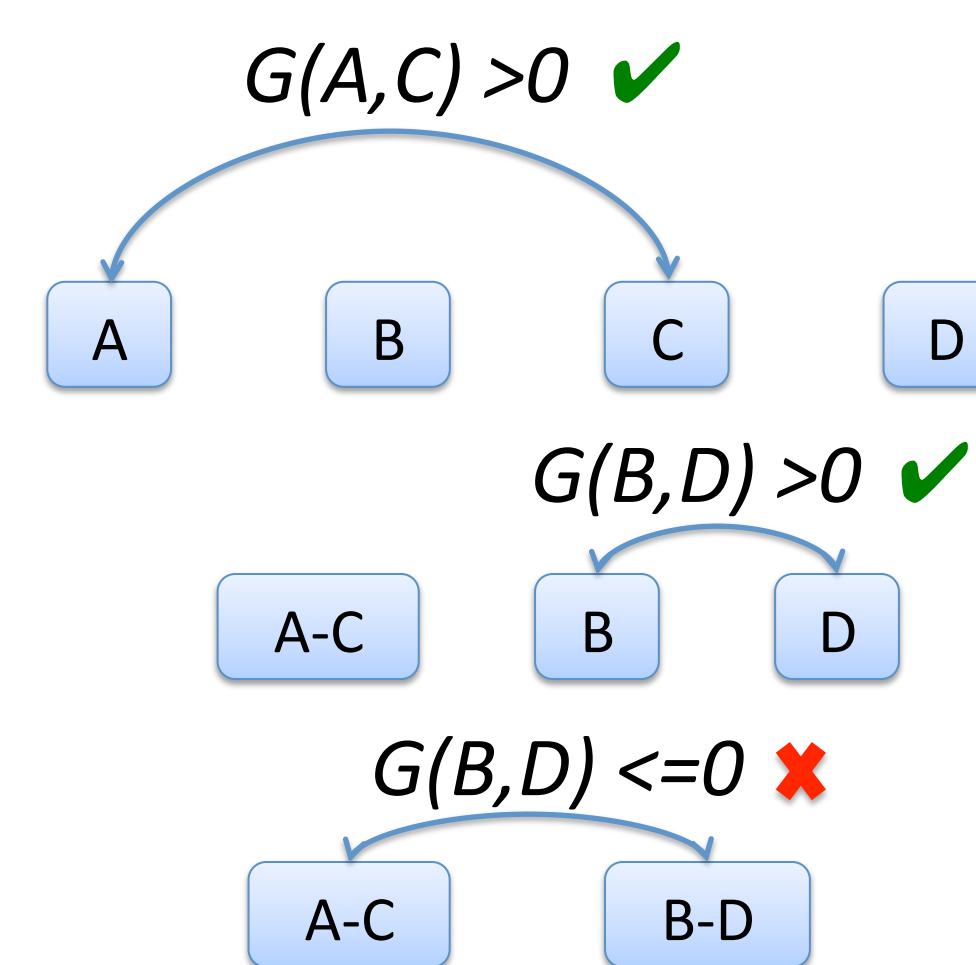 G(A,C) >0 ✔
A B C D
G(B,D) >0 ✔
A-C B D
G(B,D) <=0 ✘
A-C B-D